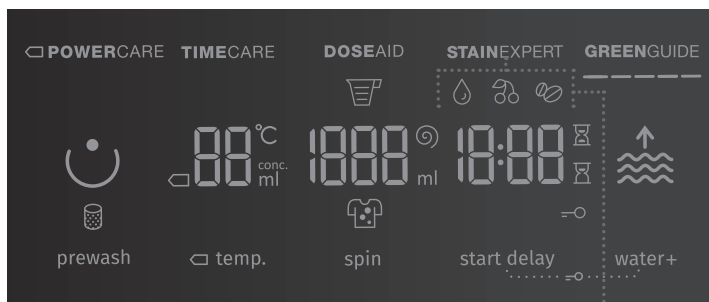 POWERCARE TIMECARE DOSEAID STAINEXPERT GREENGUIDE
88 °C conc. ml 1888 ml 18:88
prewash temp. spin start delay water+